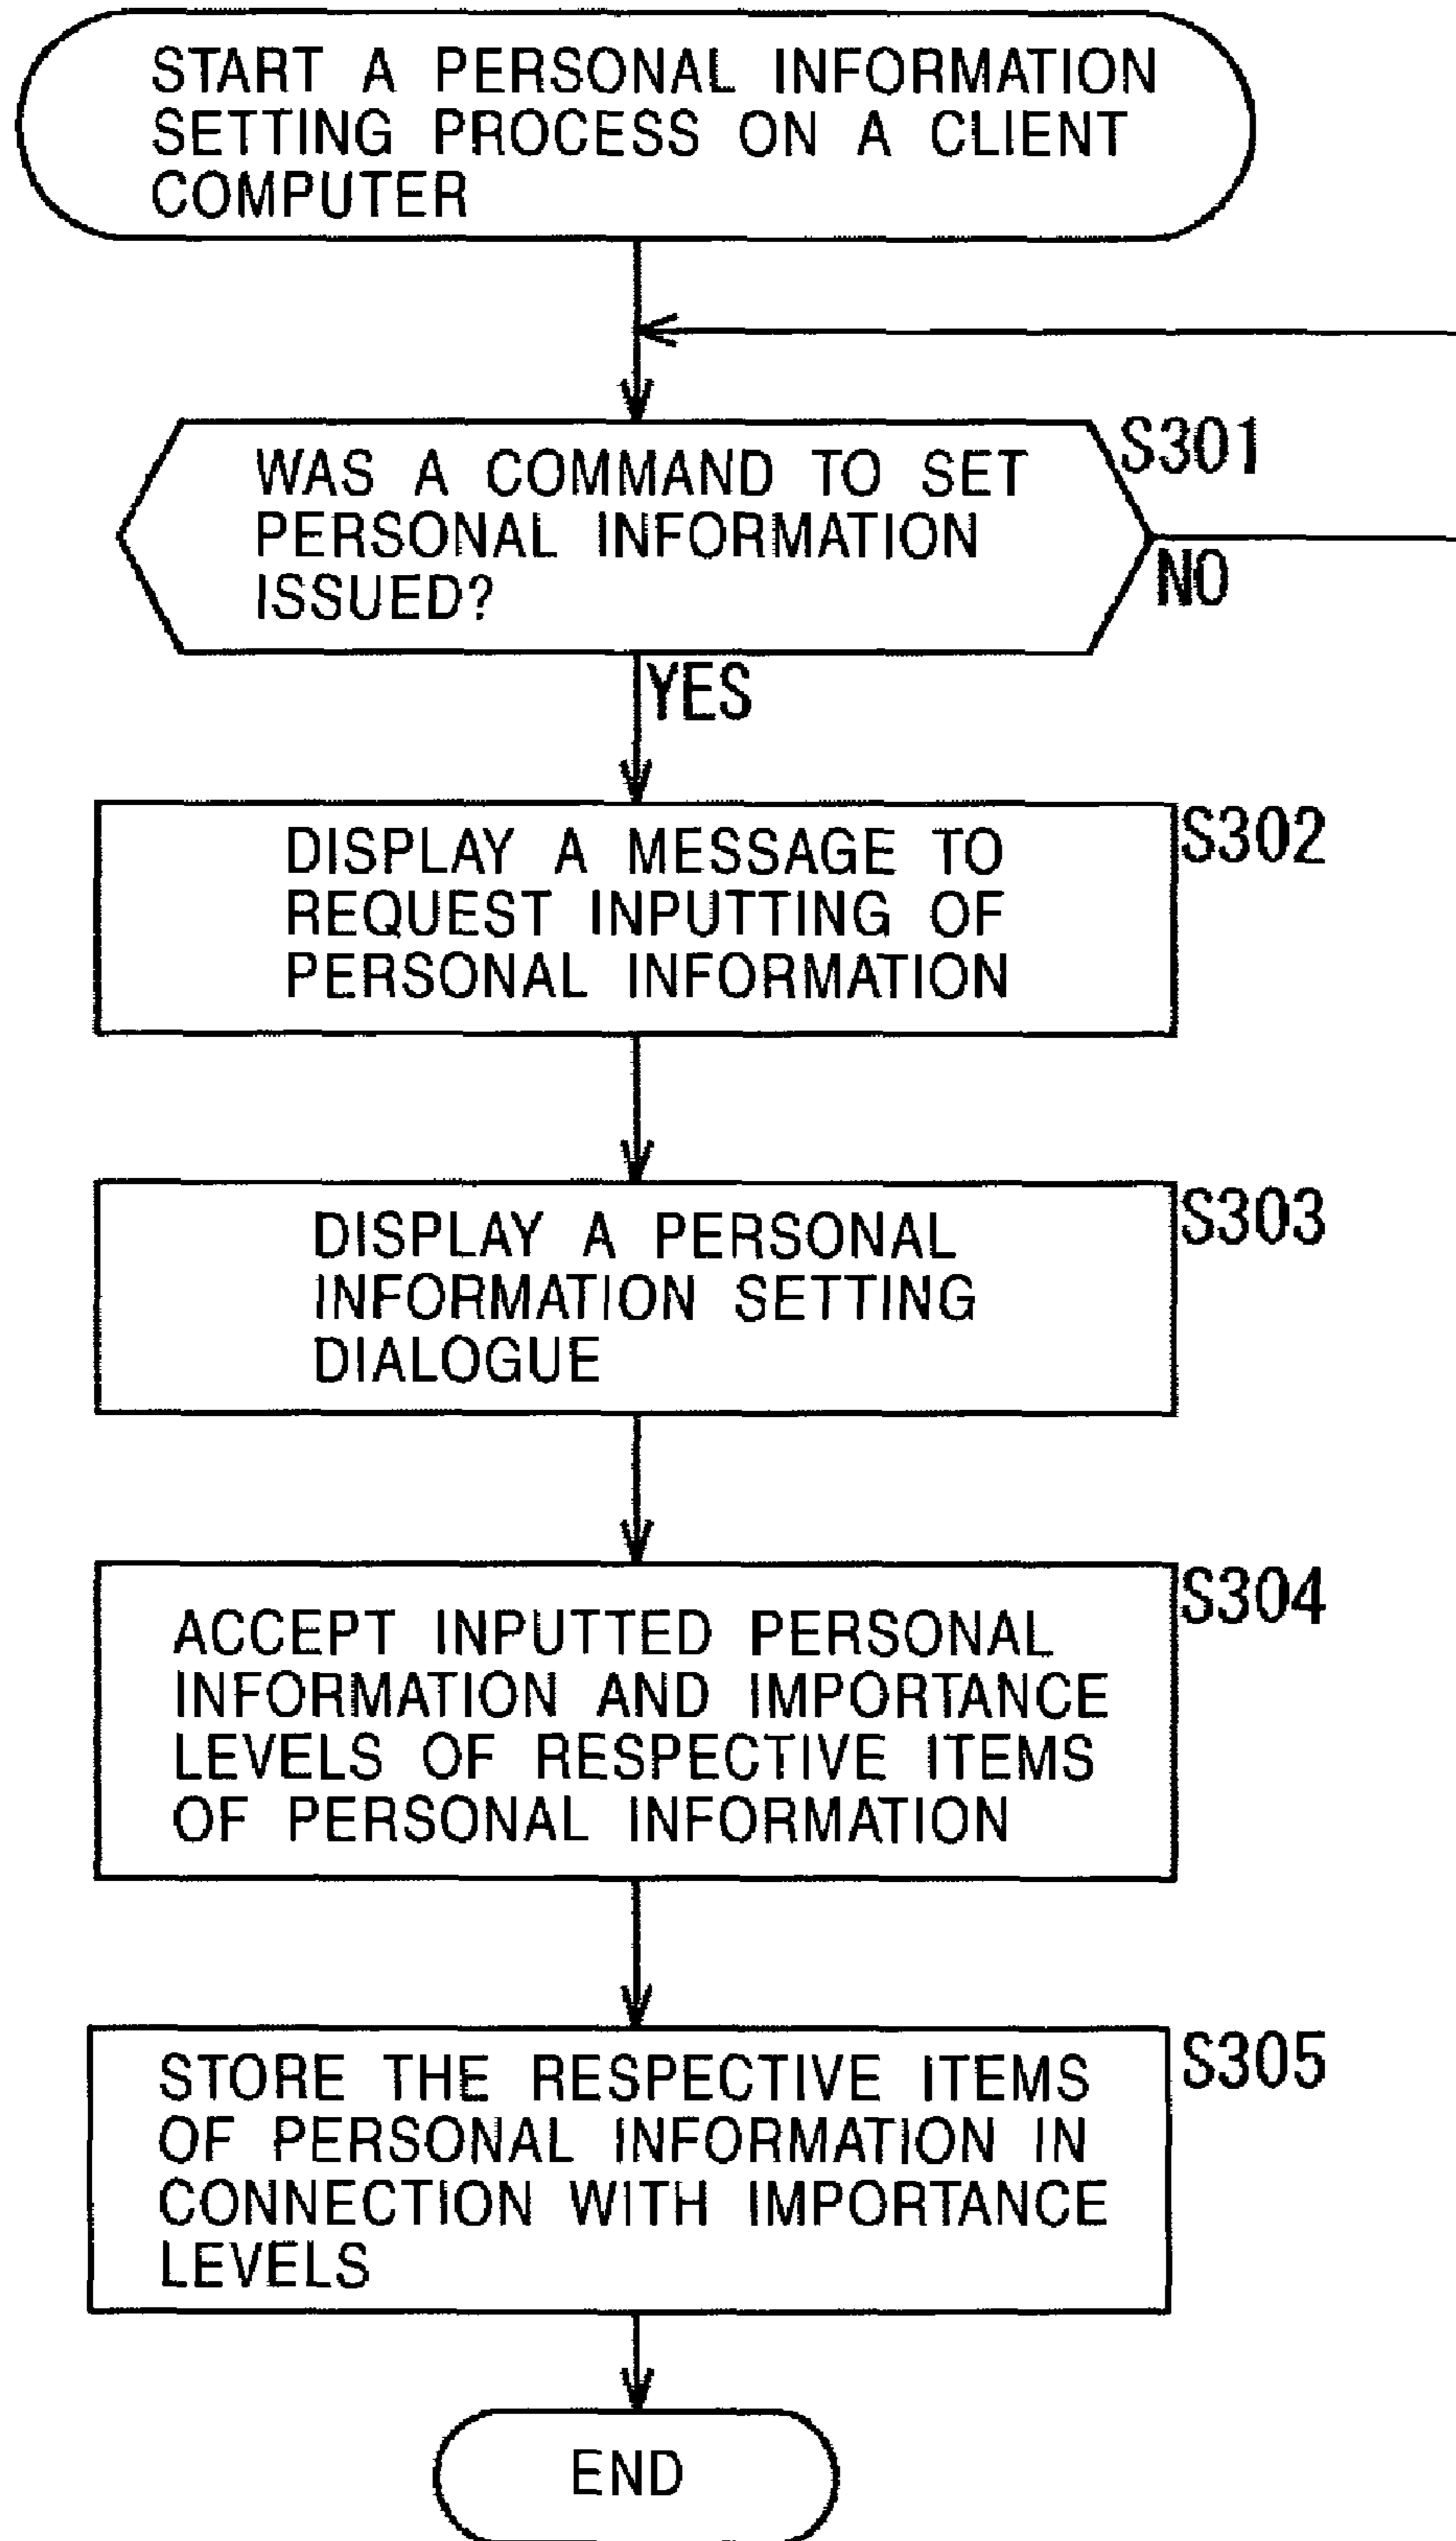 START A PERSONAL INFORMATION
SETTING PROCESS ON A CLIENT
COMPUTER
S301
WAS A COMMAND TO SET
PERSONAL INFORMATION
ISSUED?
NO
YES
S302
DISPLAY A MESSAGE TO
REQUEST INPUTTING OF
PERSONAL INFORMATION
S303
DISPLAY A PERSONAL
INFORMATION SETTING
DIALOGUE
S304
ACCEPT INPUTTED PERSONAL
INFORMATION AND IMPORTANCE
LEVELS OF RESPECTIVE ITEMS
OF PERSONAL INFORMATION
S305
STORE THE RESPECTIVE ITEMS
OF PERSONAL INFORMATION IN
CONNECTION WITH IMPORTANCE
LEVELS
END